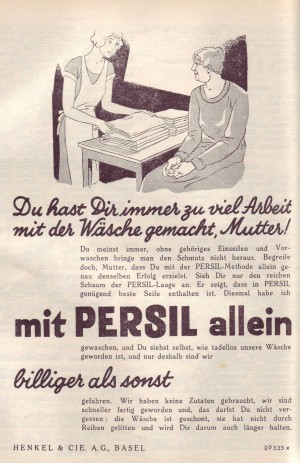 Du hast Dir immer zu viel Arbeit
mit der Wäsche gemacht, Mutter!
Du meinst immer, ohne gehöriges Einseifen und Vor-
waschen bringe man den Schmutz nicht heraus. Begreife
doch, Mutter, dass Du mit der PERSIL-Methode allein ge-
nau denselben Erfolg erzielst. Sieh Dir nur den reichen
Schaum der PERSIL-Lauge an. Er zeigt, dass in PERSIL
genügend beste Seife enthalten ist. Diesmal habe ich
mit PERSIL allein
gewaschen, und Du siehst selbst, wie tadellos unsere Wäsche
geworden ist, und nur deshalb sind wir
billiger als sonst
gefahren. Wir haben keine Zutaten gebraucht, wir sind
schneller fertig geworden und, das darfst Du nicht ver-
gessen: die Wäsche ist geschont, sie hat nicht durch
Reiben gelitten und wird Dir darum auch länger halten.
HENKEL & CIE. A.G., BASEL
DP535 x